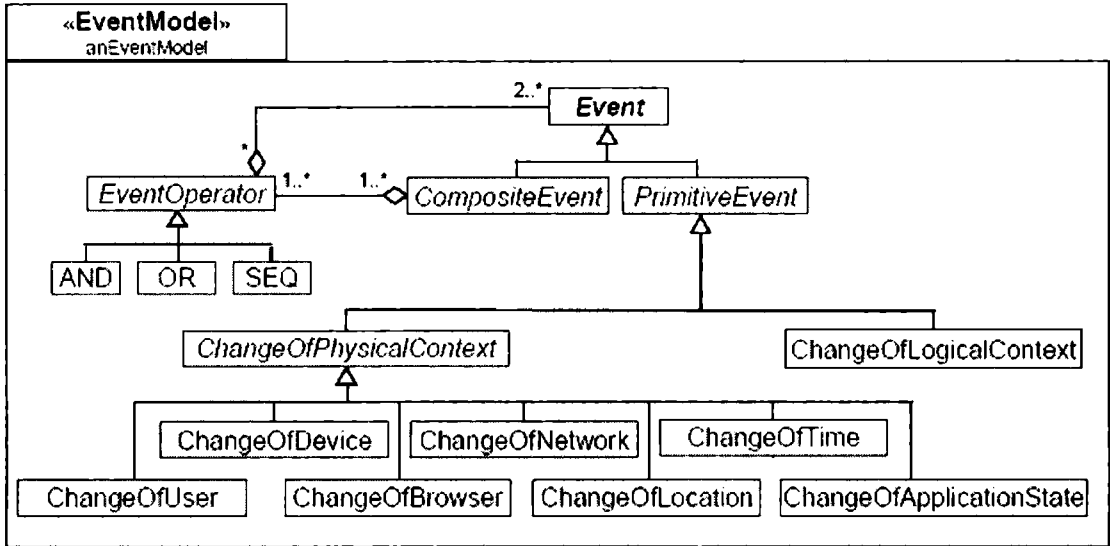 «EventModel»
anEventModel
2..*
Event
*
EventOperator
1..*
1..*
CompositeEvent
PrimitiveEvent
AND
OR
SEQ
ChangeOfPhysicalContext
ChangeOfLogicalContext
ChangeOfDevice
ChangeOfNetwork
ChangeOfTime
ChangeOfUser
ChangeOfBrowser
ChangeOfLocation
ChangeOfApplicationState